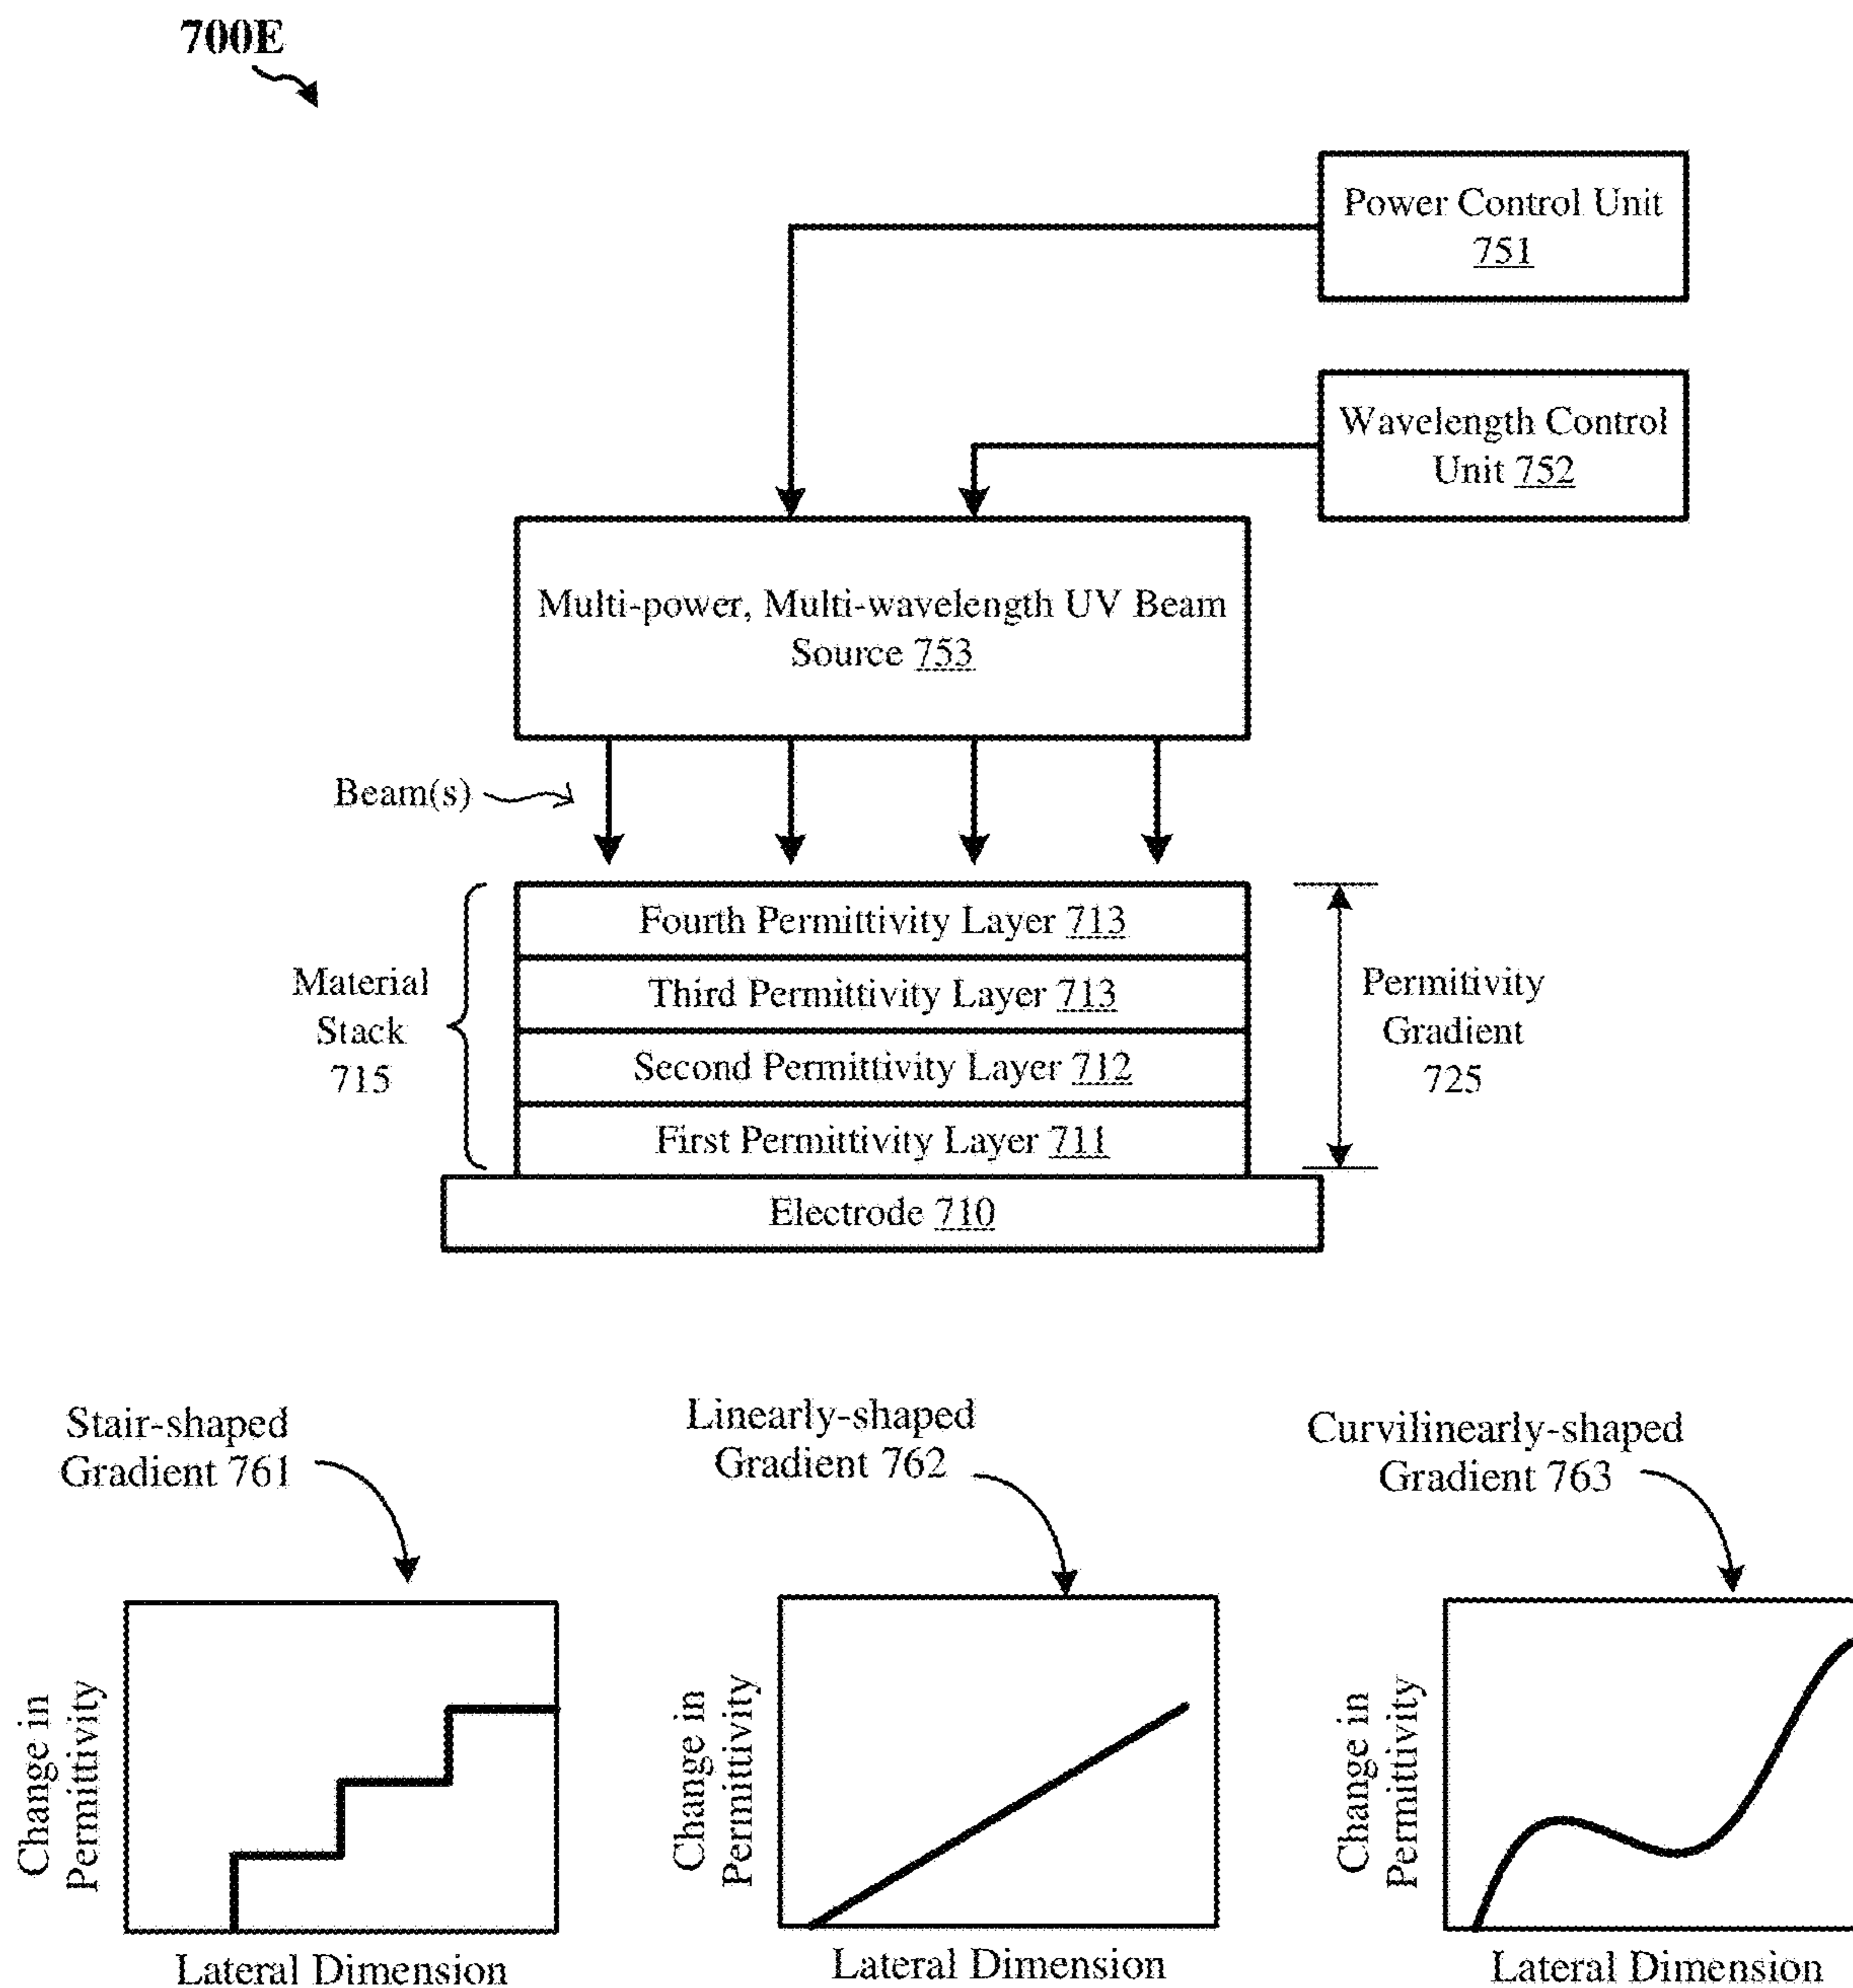 700E
Power Control Unit
751
Wavelength Control
Unit 752
Multi-power, Multi-wavelength UV Beam
Source 753
Beam(s)
Fourth Permittivity Layer 713
Third Permittivity Layer 713
Second Permittivity Layer 712
First Permittivity Layer 711
Electrode 710
Material
Stack
715
Permitivity
Gradient
725
Stair-shaped
Gradient 761
Change in
Permittivity
Lateral Dimension
Linearly-shaped
Gradient 762
Change in
Permittivity
Lateral Dimension
Curvilinearly-shaped
Gradient 763
Change in
Permittivity
Lateral Dimension